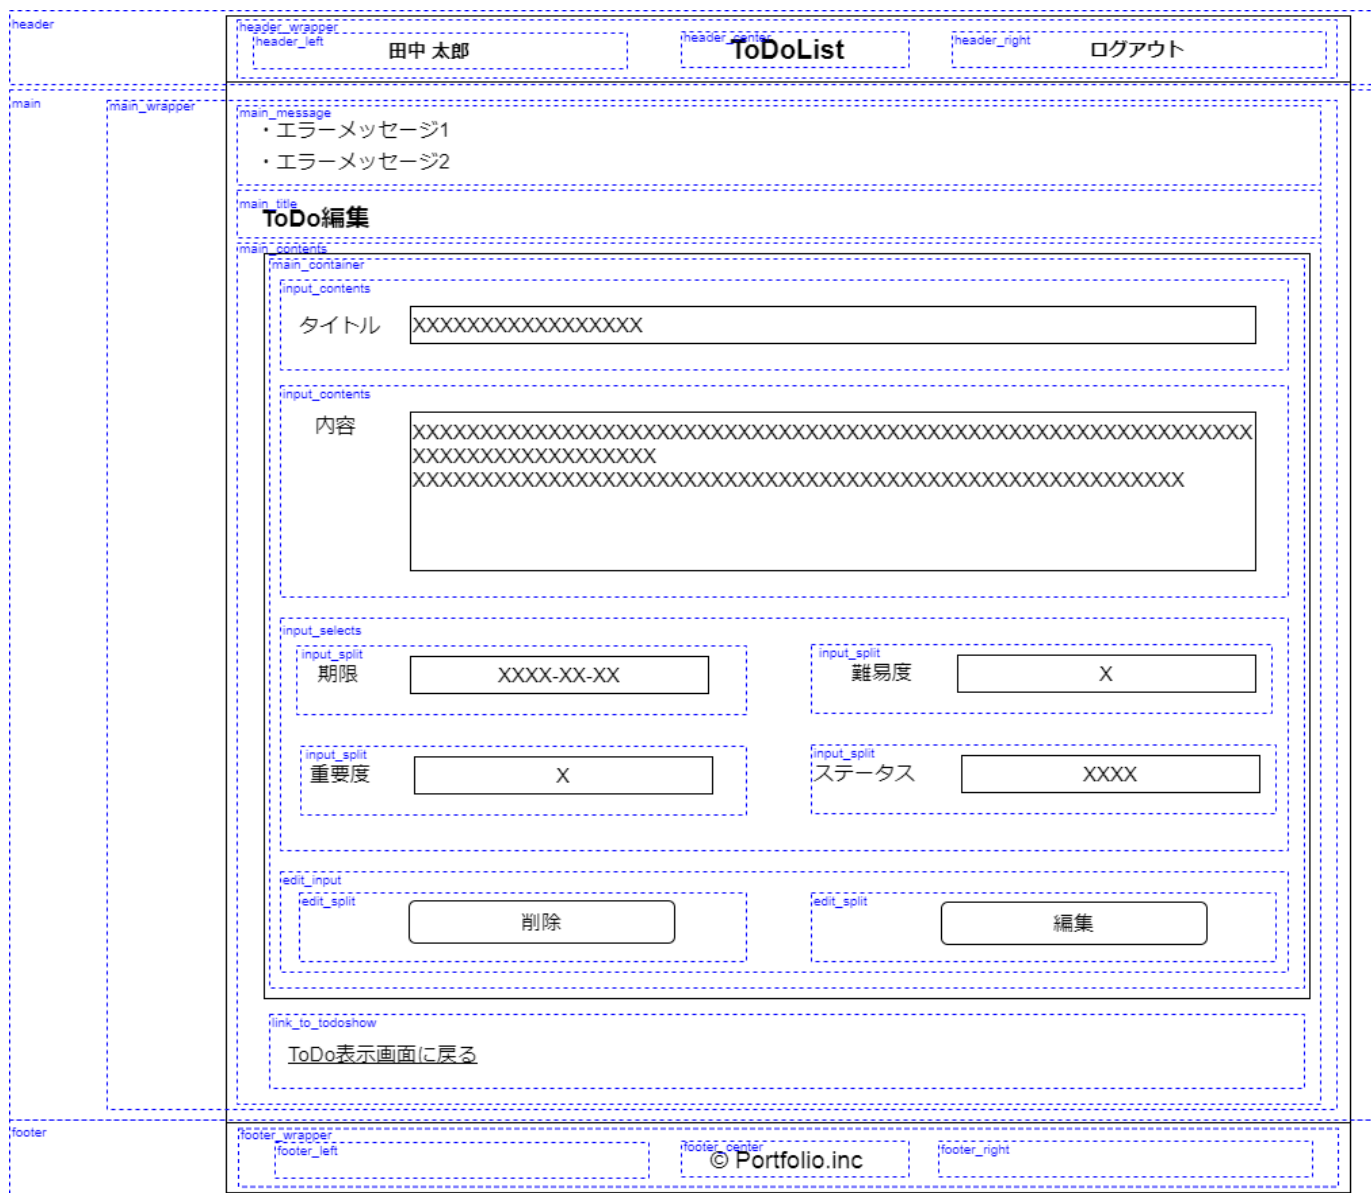 header
header_wrapper
header_left
田中 太郎
header_center
ToDoList
header_right
ログアウト
main
main_wrapper
main_message
・エラーメッセージ1
・エラーメッセージ2
main_title
ToDo編集
main_contents
main_container
input_contents
タイトル
XXXXXXXXXXXXXXXXX
input_contents
内容
XXXXXXXXXXXXXXXXXXXXXXXXXXXXXXXXXXXXXXXXXXXXXXXXXXXXXXXXXXXXXX
XXXXXXXXXXXXXXXXXX
XXXXXXXXXXXXXXXXXXXXXXXXXXXXXXXXXXXXXXXXXXXXXXXXXXXXXXXXX
input_selects
input_split
期限
XXXX-XX-XX
input_split
難易度
X
input_split
重要度
X
input_split
ステータス
XXXX
edit_input
edit_split
削除
edit_split
編集
link_to_todoshow
ToDo表示画面に戻る
footer
footer_wrapper
footer_left
footer_center
© Portfolio.inc
footer_right